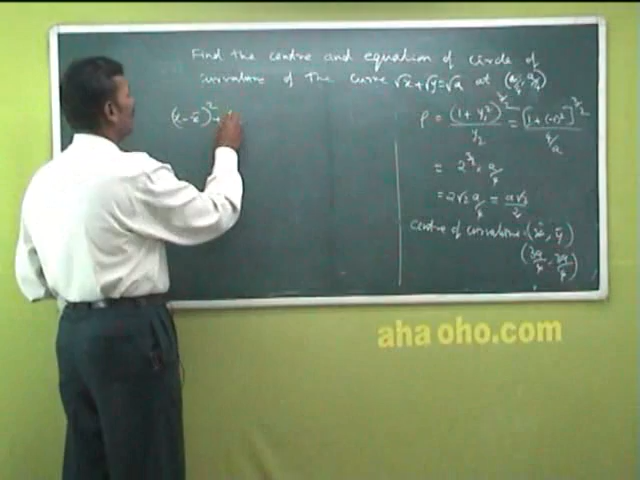 Find the centre and equation of circle of
curvature of the curve √x+√y=√a at (a/4, a/4)
(x-x̄)²+
ρ = (1+y₁²)^3/2 / y₂ = [1+(-1)²]^3/2 / 4/a
= 2^3/2 · a/4
= 2√2 a/4 = a√2/2
Centre of curvature = (x̄, ȳ)
(3a/4, 3a/4)
ahaoho.com